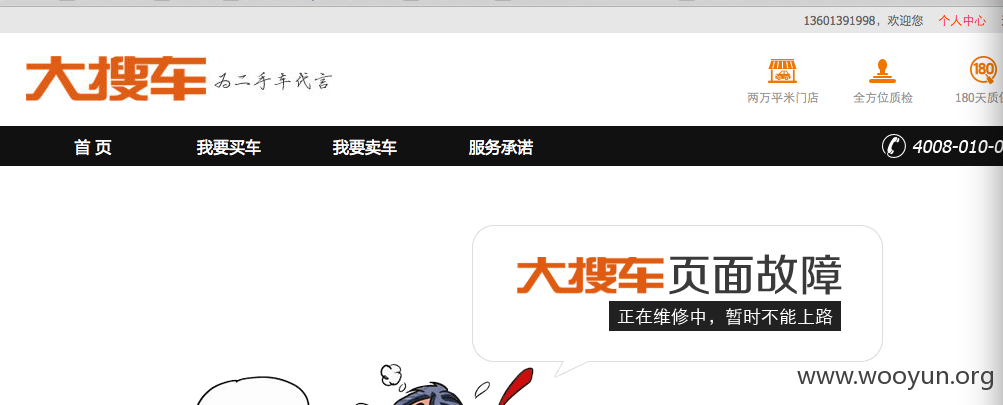 13601391998，欢迎您 个人中心
大搜车 为二手车代言
两万平米门店 全方位质检 180天质
180
首 页 我要买车 我要卖车 服务承诺 4008-010-0
大搜车页面故障
正在维修中，暂时不能上路
www.wooyun.org